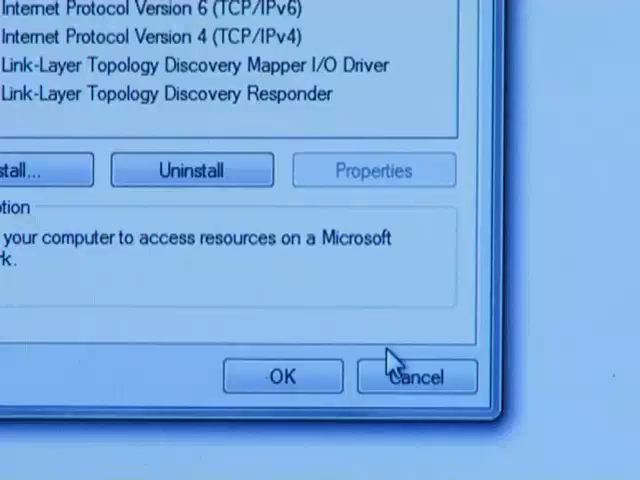 Internet Protocol Version 6 (TCP/IPv6)
Internet Protocol Version 4 (TCP/IPv4)
Link-Layer Topology Discovery Mapper I/O Driver
Link-Layer Topology Discovery Responder
stall... Uninstall Properties
tion
your computer to access resources on a Microsoft
rk.
OK Cancel